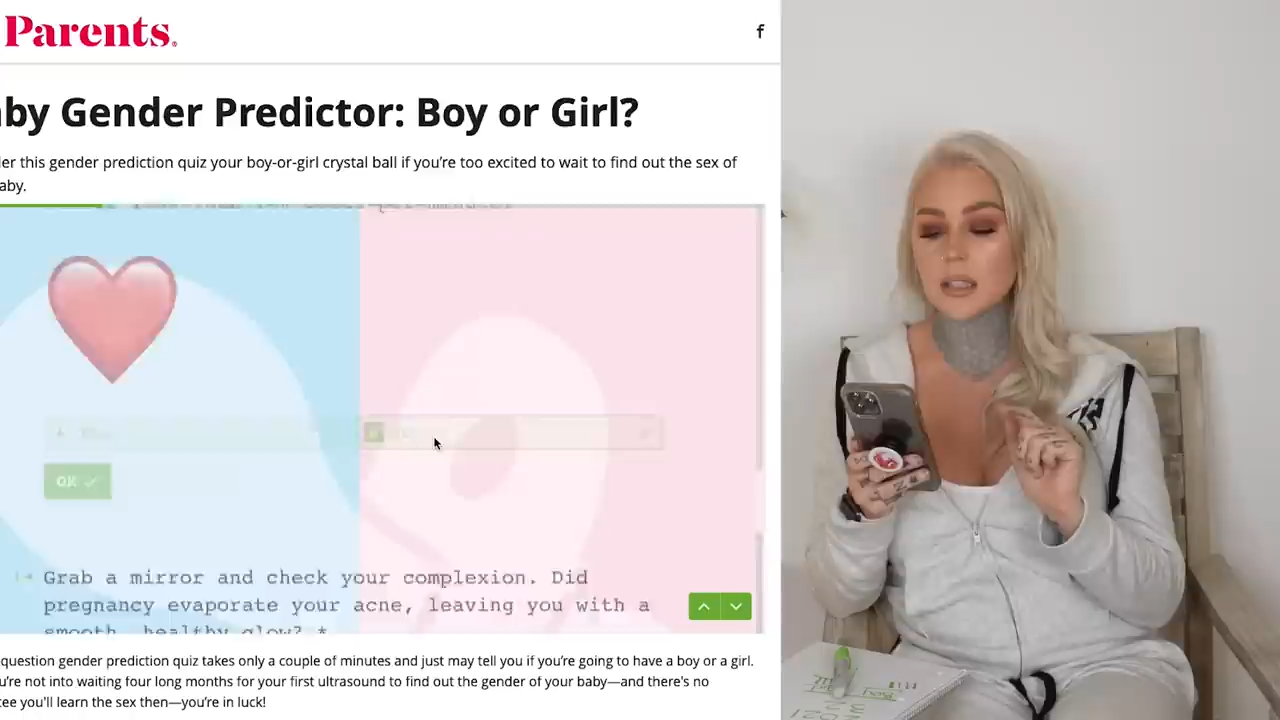 Parents.
f
by Gender Predictor: Boy or Girl?
er this gender prediction quiz your boy-or-girl crystal ball if you're too excited to wait to find out the sex of
aby.
OK ✓
Grab a mirror and check your complexion. Did
pregnancy evaporate your acne, leaving you with a
smooth, healthy glow? *
question gender prediction quiz takes only a couple of minutes and just may tell you if you're going to have a boy or a girl.
u're not into waiting four long months for your first ultrasound to find out the gender of your baby—and there's no
tee you'll learn the sex then—you're in luck!